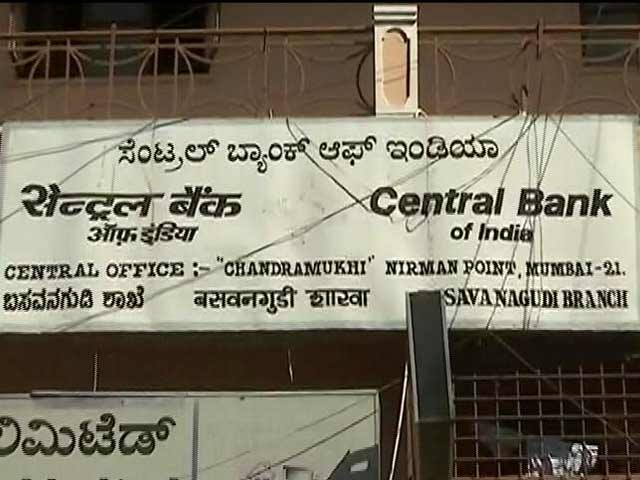 ಸೆಂಟ್ರಲ್ ಬ್ಯಾಂಕ್ ಆಫ್ ಇಂಡಿಯಾ
सेन्ट्रल बैंक Central Bank
ऑफ़ इंडिया of India
CENTRAL OFFICE :- "CHANDRAMUKHI" NIRMAN POINT, MUMBAI-21.
ಬಸವನಗುಡಿ ಶಾಖೆ बसवनगुडी शाखा SAVANAGUDI BRANCH
ಲಿಮಿಟೆಡ್